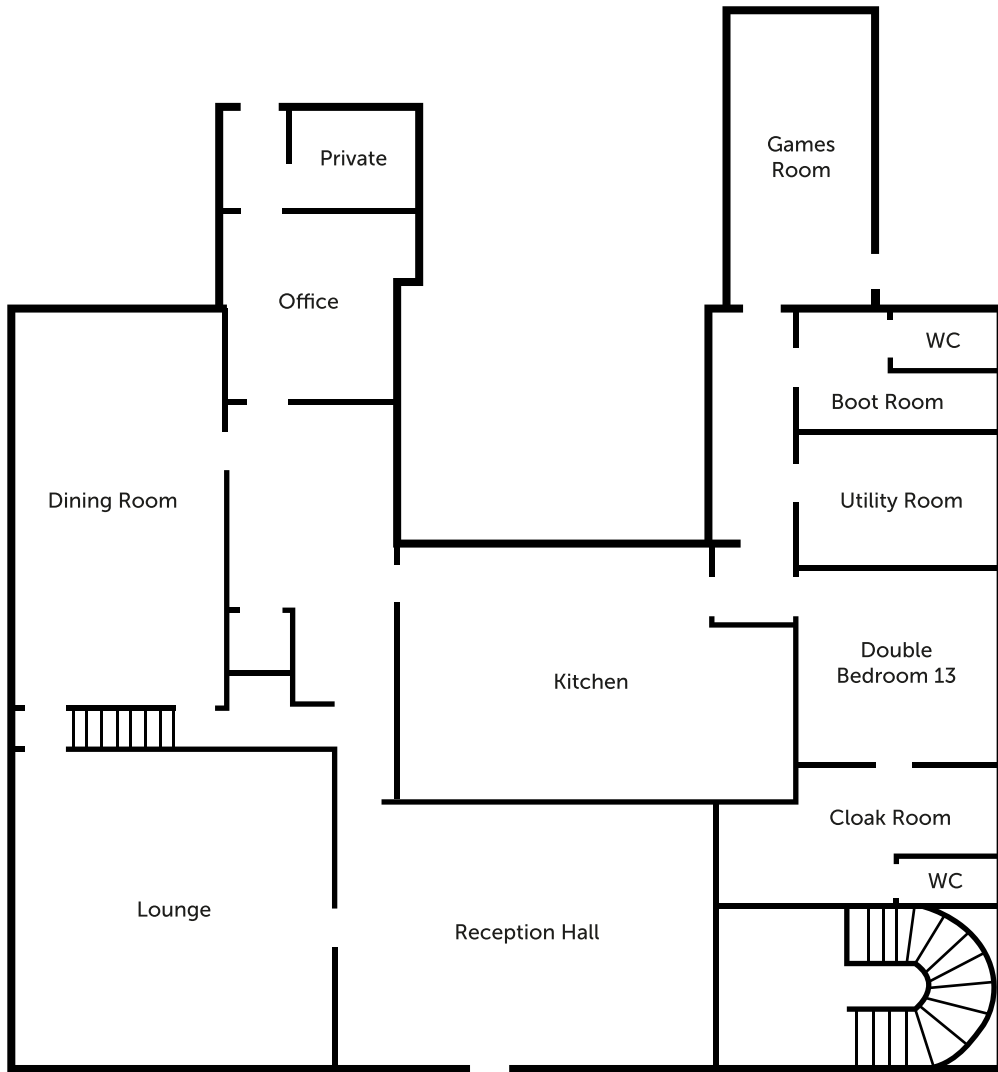 Games
Room
Private
Office
WC
Boot Room
Dining Room
Utility Room
Double
Bedroom 13
Kitchen
Cloak Room
WC
Lounge
Reception Hall